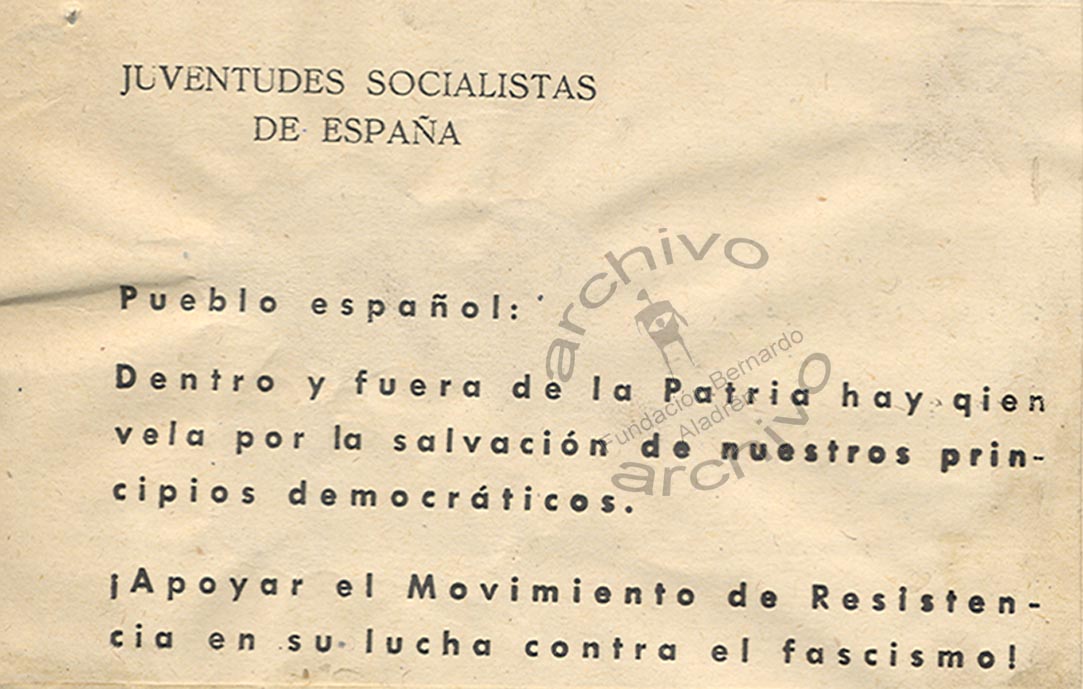 JUVENTUDES SOCIALISTAS
DE ESPAÑA
Pueblo español:
Dentro y fuera de la Patria hay qien
vela por la salvación de nuestros prin-
cipios democráticos.
¡Apoyar el Movimiento de Resisten-
cia en su lucha contra el fascismo!
archivo
Fundación Bernardo
Aladrén
archivo